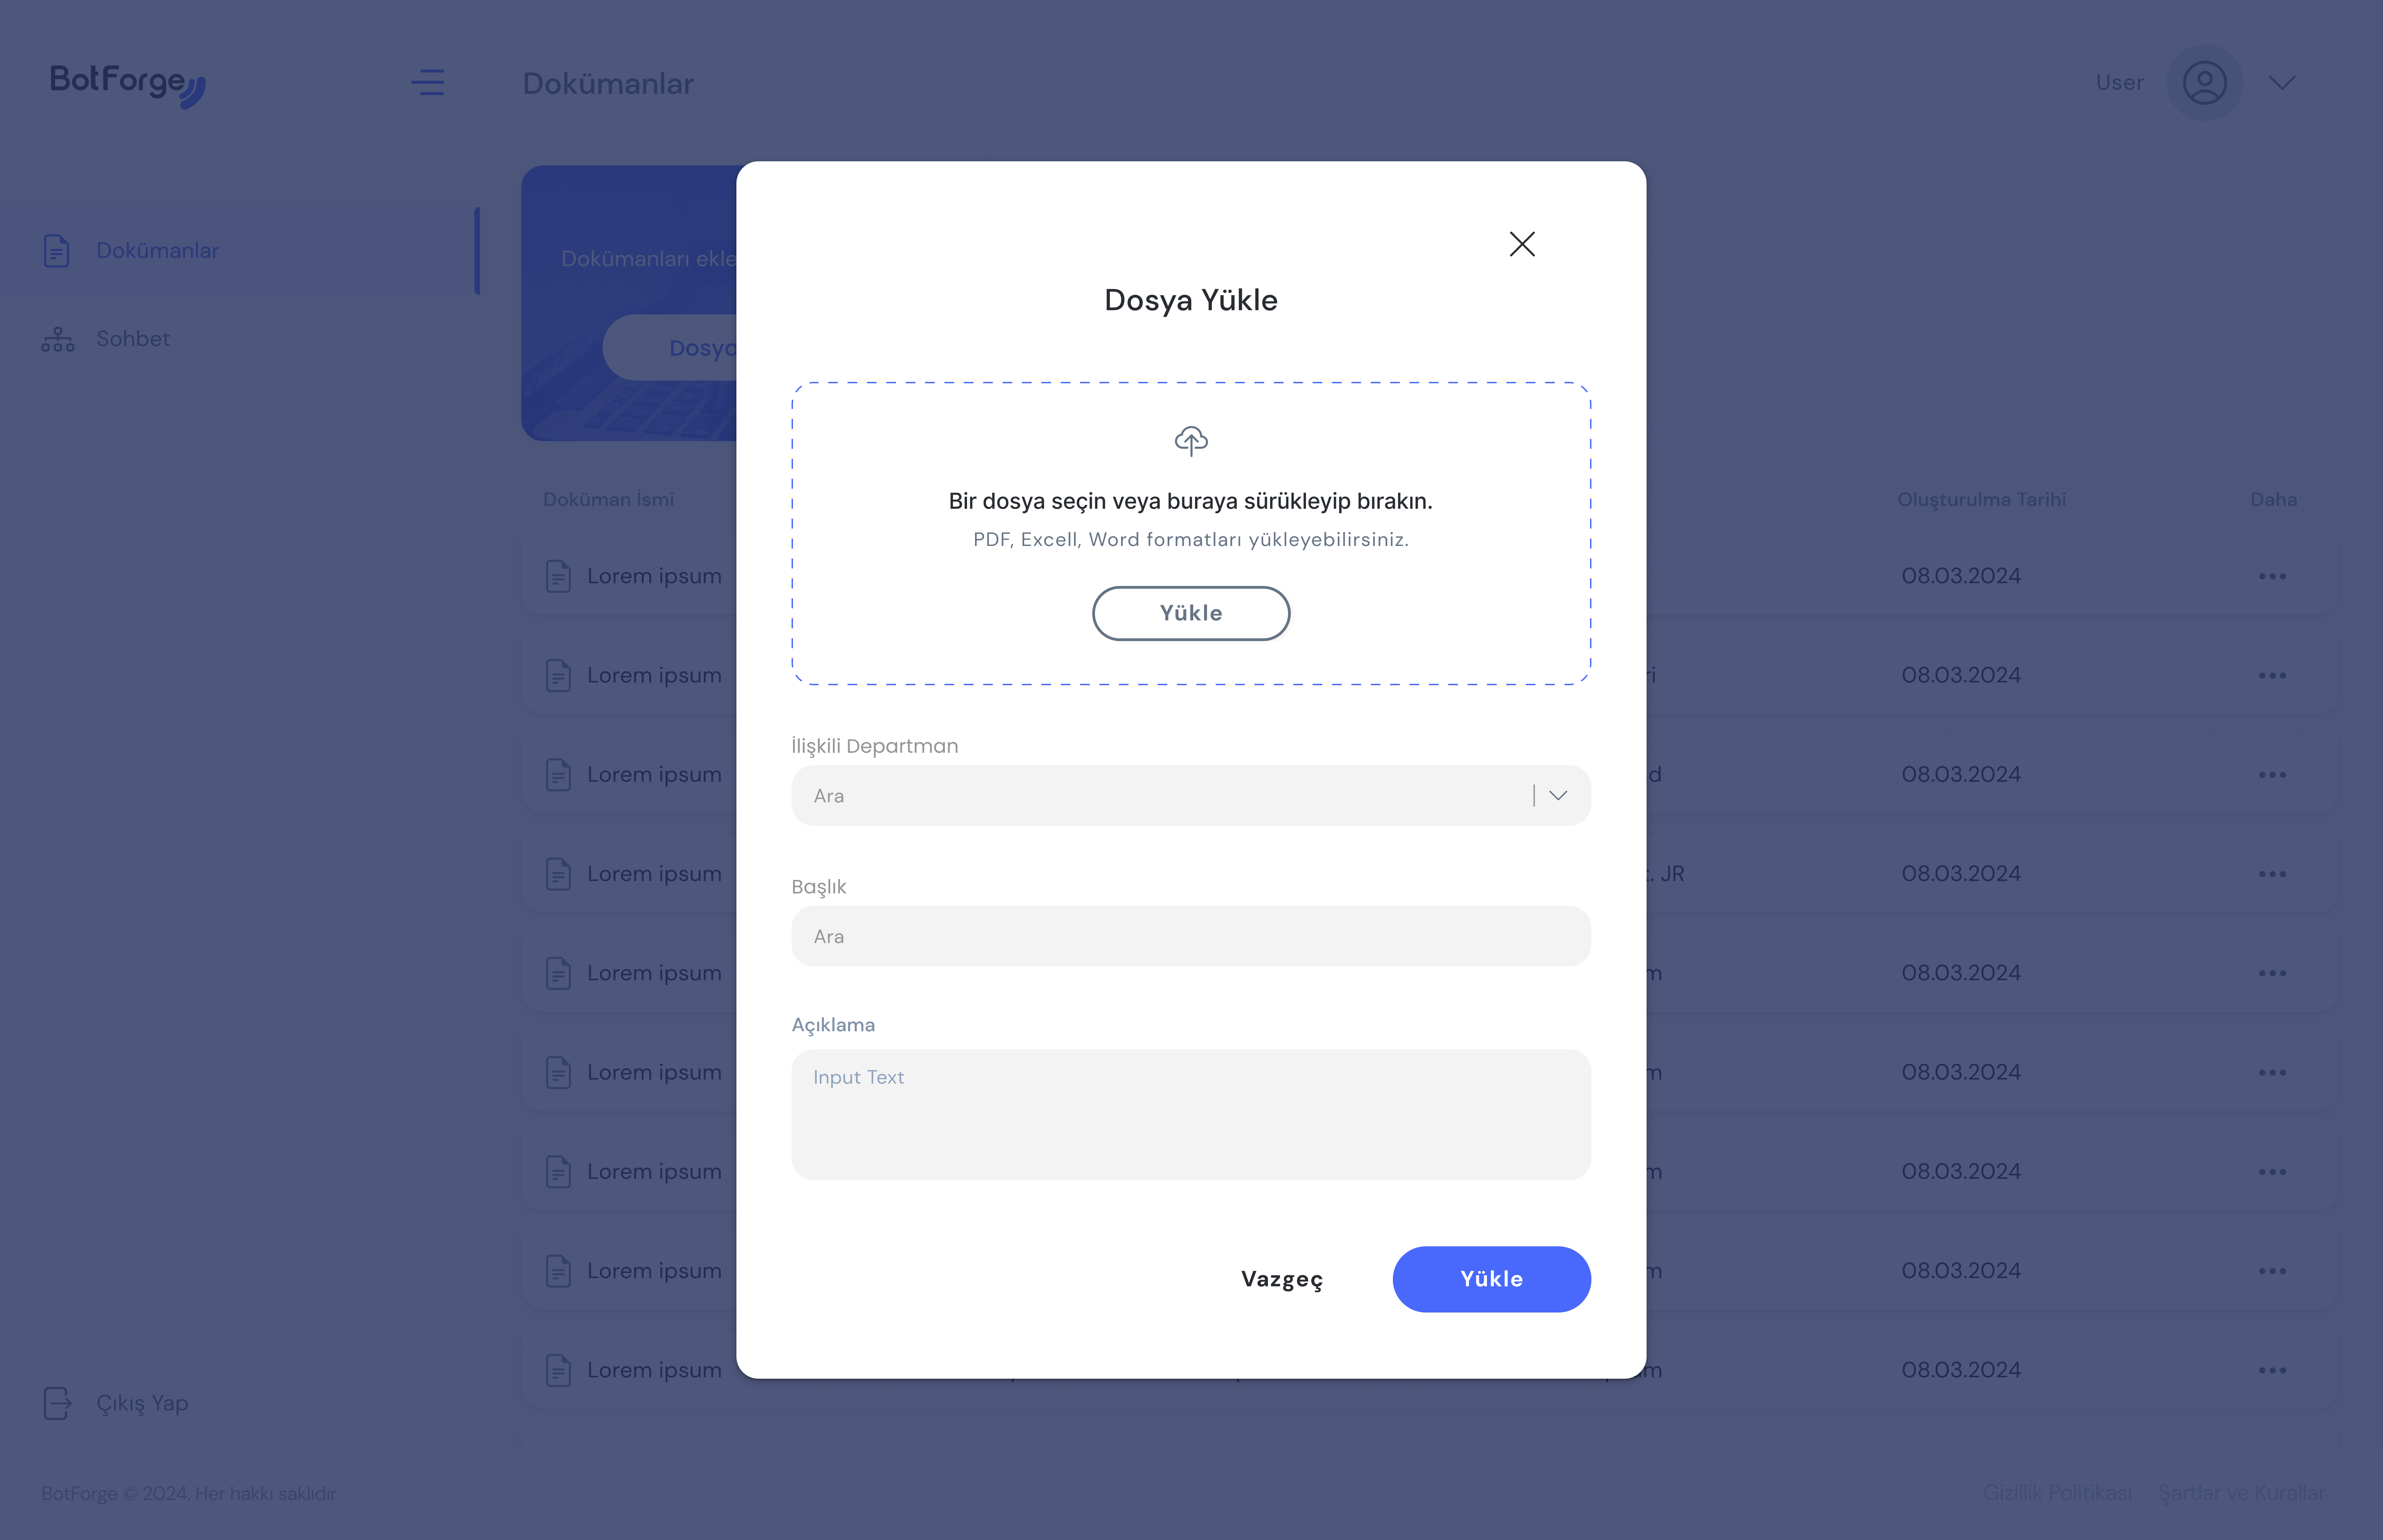 BotForge
Dokümanlar
User
Dokümanlar
Sohbet
Dokümanları ekle
Dosya Yükle
Bir dosya seçin veya buraya sürükleyip bırakın.
PDF, Excell, Word formatları yükleyebilirsiniz.
Yükle
İlişkili Departman
Ara
Başlık
Ara
Açıklama
Input Text
Vazgeç
Yükle
Doküman İsmi
Oluşturulma Tarihi
Daha
Lorem ipsum
08.03.2024
Lorem ipsum
08.03.2024
Lorem ipsum
08.03.2024
Lorem ipsum
JR
08.03.2024
Lorem ipsum
08.03.2024
Lorem ipsum
08.03.2024
Lorem ipsum
08.03.2024
Lorem ipsum
08.03.2024
Lorem ipsum
08.03.2024
Çıkış Yap
BotForge © 2024. Her hakkı saklıdır
Gizlilik Politikası
Şartlar ve Kurallar